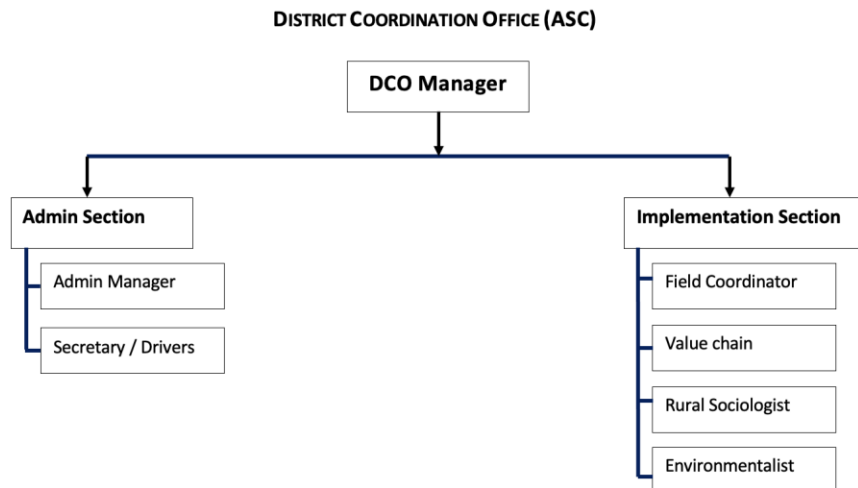 DISTRICT COORDINATION OFFICE (ASC)
DCO Manager
Admin Section
Admin Manager
Secretary / Drivers
Implementation Section
Field Coordinator
Value chain
Rural Sociologist
Environmentalist